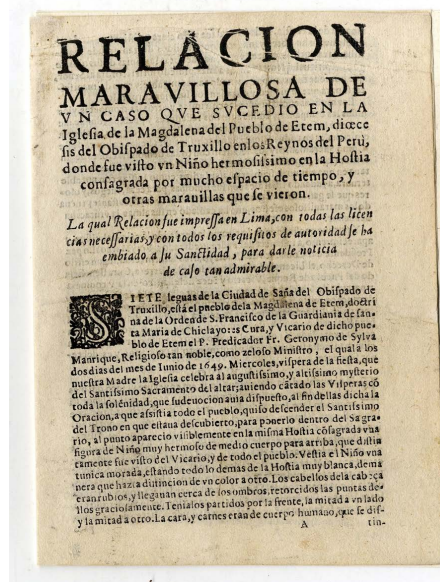 RELACION
MARAVILLOSA DE
VN CASO QVE SVCEDIO EN LA
Iglesia de la Magdalena del Pueblo de Etem, diœce
sis del Obispado de Truxillo enlos Reynos del Perù,
donde fue visto vn Niño hermosissimo en la Hostia
consagrada por mucho espacio de tiempo, y
otras marauillas que se vieron.
La qual Relacion fue impressa en Lima, con todas las licen
cias necessarias, y con todos los requisitos de autoridad se ha
embiado a su Sanctidad, para darle noticia
de caso tan admirable.
SIETE leguas de la Ciudad de Saña del Obispado de
Truxillo, està el pueblo de la Magdalena de Etem, doctri
na de la Orden de S. Francisco de la Guardiania de san-
ta Maria de Chiclayo: es Cura, y Vicario de dicho pue-
blo de Etem el P. Predicador Fr. Geronymo de Sylva
Manrique, Religioso tan noble, como zeloso Ministro, el qual a los
dos dias del mes de Iunio de 1649. Miercoles, vispera de la fiesta, que
nuestra Madre la Iglesia celebra al augustissimo, y altissimo mysterio
del Santissimo Sacramento del altar; auiendo cãtado las Visperas cõ
toda la solenidad, que su deuocion auia dispuesto, al fin de llas dicha la
Oracion, a que assistia todo el pueblo, quiso descender el Santissimo
del Trono en que estaua descubierto, para ponerlo dentro del Sagra-
rio, al punto aparecio visiblemente en la misma Hostia cõsagrada vna
figura de Niño muy hermoso de medio cuerpo para arriba, que distin
tamente fue visto del Vicario, y de todo el pueblo. Vestia el Niño vna
tunica morada, estando todo lo demas de la Hostia muy blanca, dema
nera que hazia distincion de vn color a otro. Los cabellos de la cabeça
eran rubios, y llegauan cerca de los ombros, retorcidos las puntas de-
llos graciosamente. Tenialos partidos por la frente, la mitad a vn lado
y la mitad a otro. La cara, y carnes eran de cuerpo humano, que se dis-
A tin-